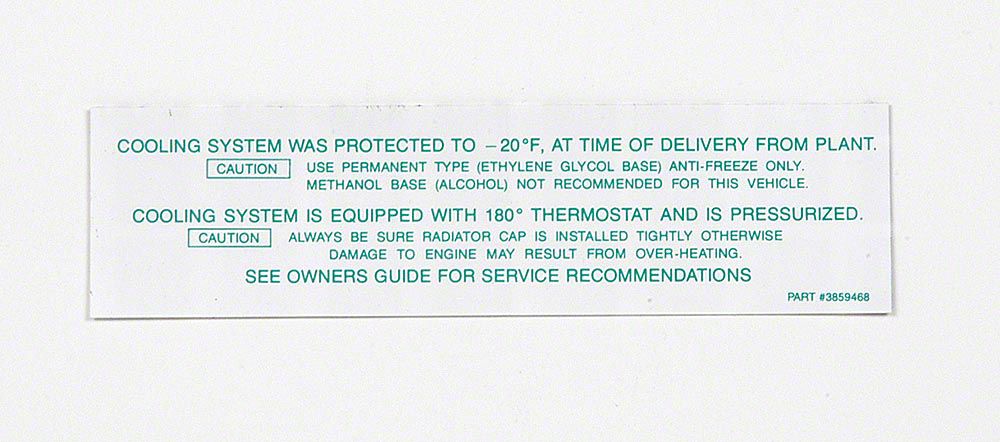 COOLING SYSTEM WAS PROTECTED TO –20°F, AT TIME OF DELIVERY FROM PLANT.
CAUTION USE PERMANENT TYPE (ETHYLENE GLYCOL BASE) ANTI-FREEZE ONLY.
METHANOL BASE (ALCOHOL) NOT RECOMMENDED FOR THIS VEHICLE.
COOLING SYSTEM IS EQUIPPED WITH 180° THERMOSTAT AND IS PRESSURIZED.
CAUTION ALWAYS BE SURE RADIATOR CAP IS INSTALLED TIGHTLY OTHERWISE
DAMAGE TO ENGINE MAY RESULT FROM OVER-HEATING.
SEE OWNERS GUIDE FOR SERVICE RECOMMENDATIONS
PART #3859468